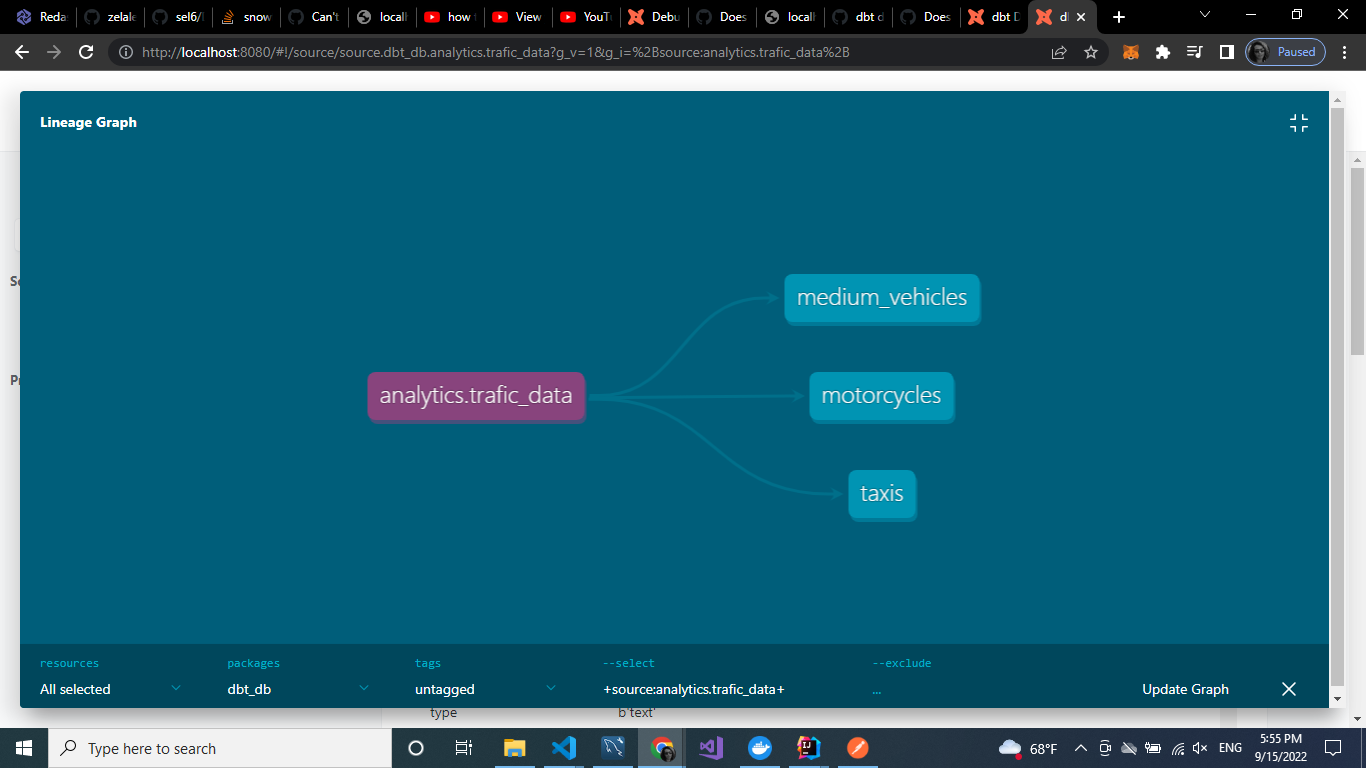 Reda
zelale
sel6/l
snow
Can't
locall
how
View
YouTu
Debu
Does
locall
dbt d
Does
dbt D
http://localhost:8080/#!/source/source.dbt_db.analytics.trafic_data?g_v=1&g_i=%2Bsource:analytics.trafic_data%2B
Paused
Lineage Graph
medium_vehicles
analytics.trafic_data
motorcycles
taxis
resources
packages
tags
--select
--exclude
All selected
dbt_db
untagged
+source:analytics.trafic_data+
...
Update Graph
type
b'text'
Type here to search
68°F
ENG
5:55 PM
9/15/2022